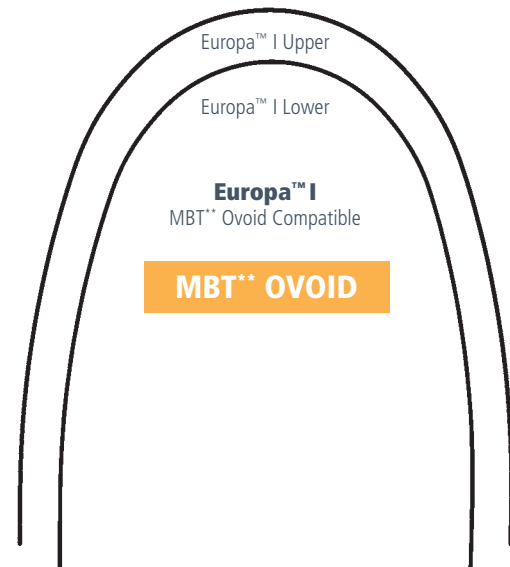 Europa™ I Upper
Europa™ I Lower
Europa™ I
MBT** Ovoid Compatible
MBT** OVOID